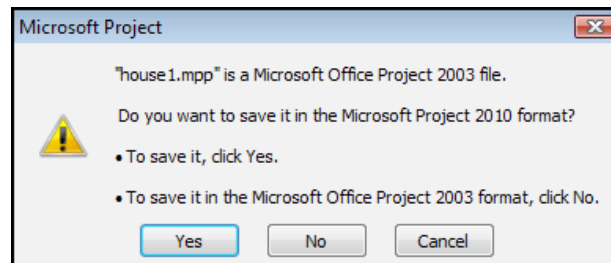 Microsoft Project
"house1.mpp" is a Microsoft Office Project 2003 file.
Do you want to save it in the Microsoft Project 2010 format?
• To save it, click Yes.
• To save it in the Microsoft Office Project 2003 format, click No.
Yes No Cancel